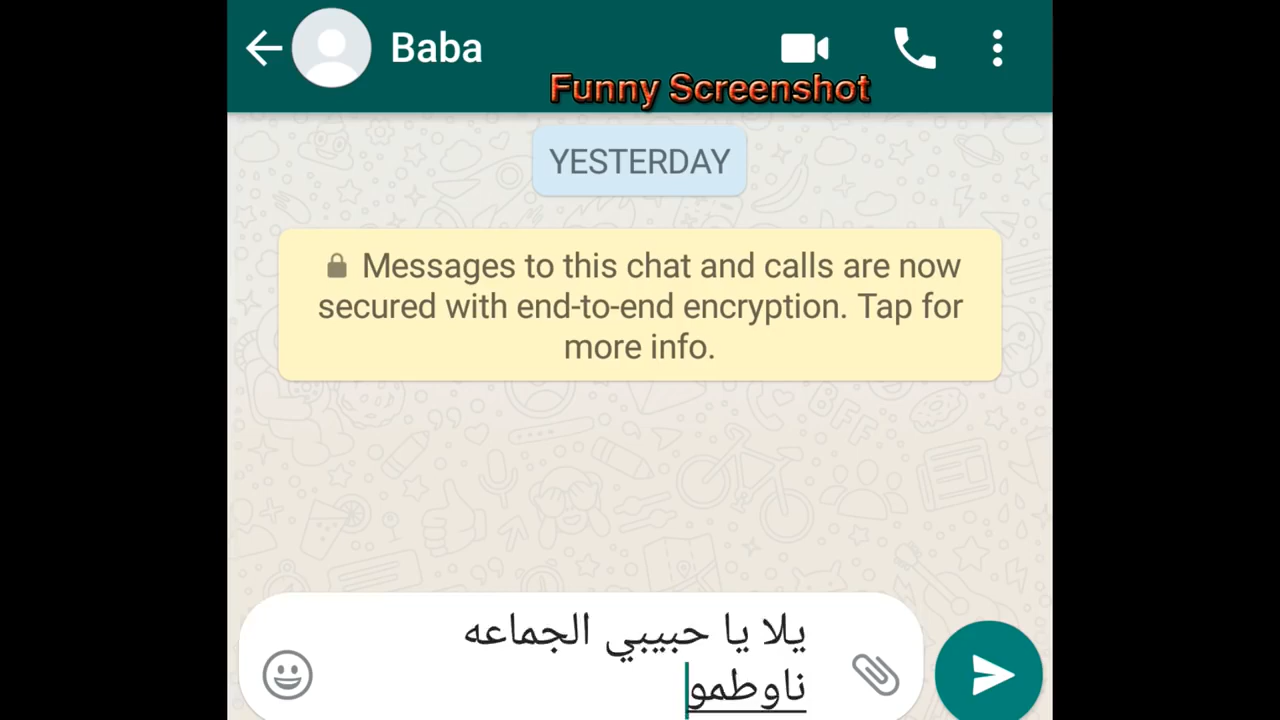 Baba
Funny Screenshot
YESTERDAY
Messages to this chat and calls are now
secured with end-to-end encryption. Tap for
more info.
يلا يا حبيبي الجماعه
ناوطمو